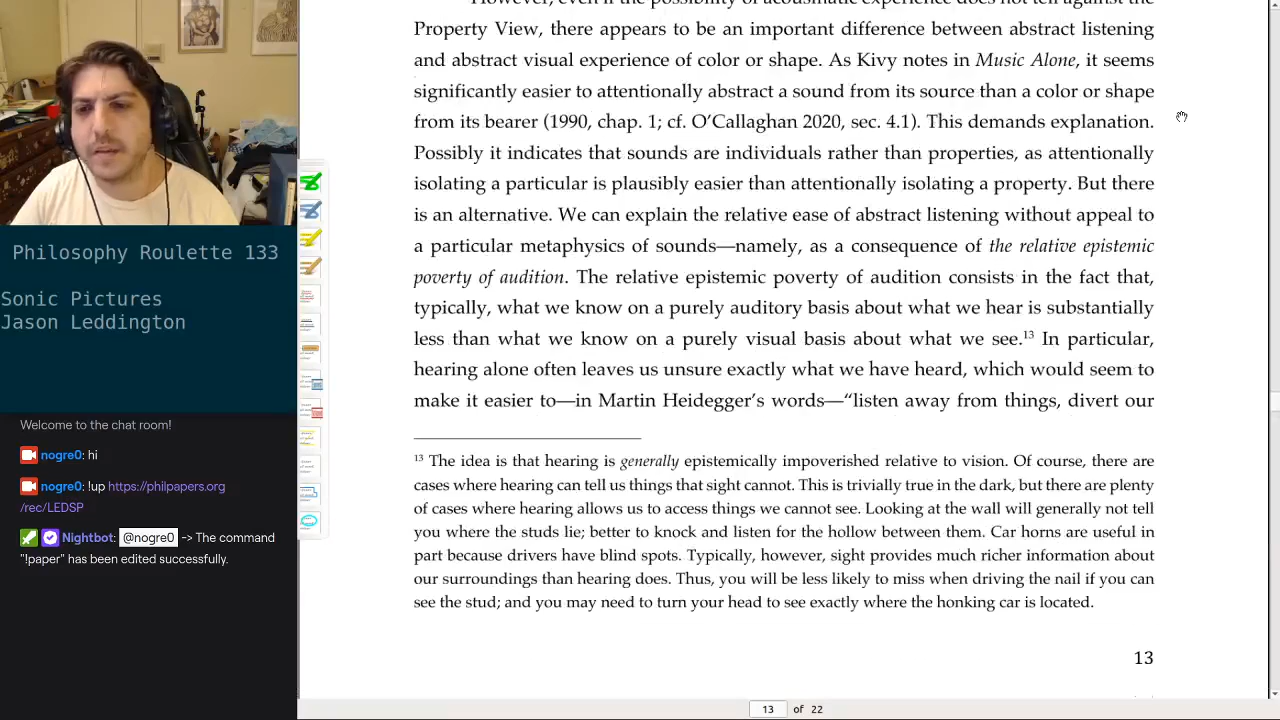 However, even if the possibility of acousmatic experience does not tell against the
Property View, there appears to be an important difference between abstract listening
and abstract visual experience of color or shape. As Kivy notes in Music Alone, it seems
significantly easier to attentionally abstract a sound from its source than a color or shape
from its bearer (1990, chap. 1; cf. O'Callaghan 2020, sec. 4.1). This demands explanation.
Possibly it indicates that sounds are individuals rather than properties, as attentionally
isolating a particular is plausibly easier than attentionally isolating a property. But there
is an alternative. We can explain the relative ease of abstract listening without appeal to
a particular metaphysics of sounds—namely, as a consequence of the relative epistemic
poverty of audition. The relative epistemic poverty of audition consists in the fact that
typically what we know on a purely auditory basis about what we hear is substantially
less than what we know on a purely visual basis about what we see.¹³ In particular,
hearing alone often leaves us unsure exactly what we have heard, which would seem to
make it easier to—in Martin Heidegger's words—"listen away from things, divert our
¹³ The idea is that audition is generally epistemically impoverished relative to vision. Of course there are
cases where hearing can tell us things that sight cannot. This is trivially true in the sense that there are plenty
of cases where hearing allows us to access things we cannot see. Looking at the wall will generally not tell
you where the studs are, better to knock and listen for the hollow between them. Car horns are useful in
part because drivers have blind spots. Typically, however, sight provides much richer information about
our surroundings than hearing does. Thus, you will be less likely to miss when driving the nail if you can
see the stud; and you may need to turn your head to see exactly where the honking car is located.
13
13 of 22
Philosophy Roulette 133
Sonic Pictures
Jason Leddington
Welcome to the chat room!
nogre0: hi
nogre0: !up https://philpapers.org
/rec/LEDSP
Nightbot: @nogre0 -> The command
"!paper" has been edited successfully.